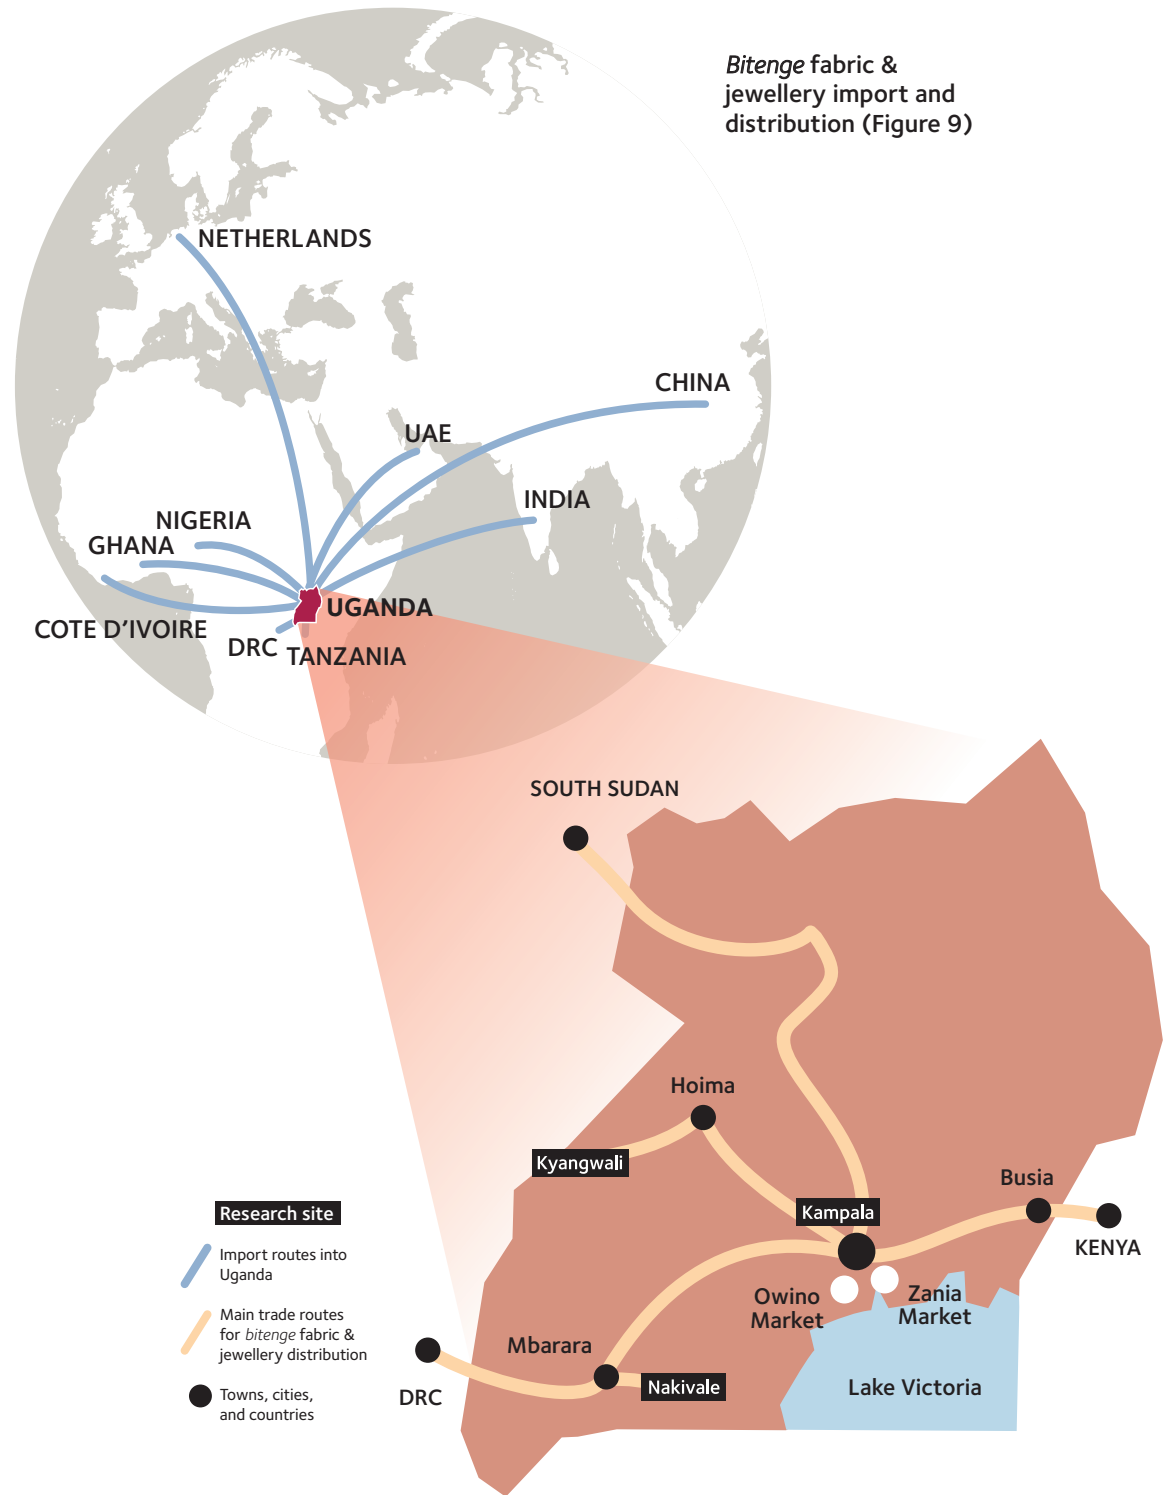 Bitenge fabric &
jewellery import and
distribution (Figure 9)
NETHERLANDS
CHINA
UAE
INDIA
NIGERIA
GHANA
UGANDA
COTE D'IVOIRE
DRC
TANZANIA
SOUTH SUDAN
Hoima
Kyangwali
Busia
Kampala
KENYA
Owino
Market
Zania
Market
Mbarara
Nakivale
DRC
Lake Victoria
Research site
Import routes into
Uganda
Main trade routes
for bitenge fabric &
jewellery distribution
Towns, cities,
and countries